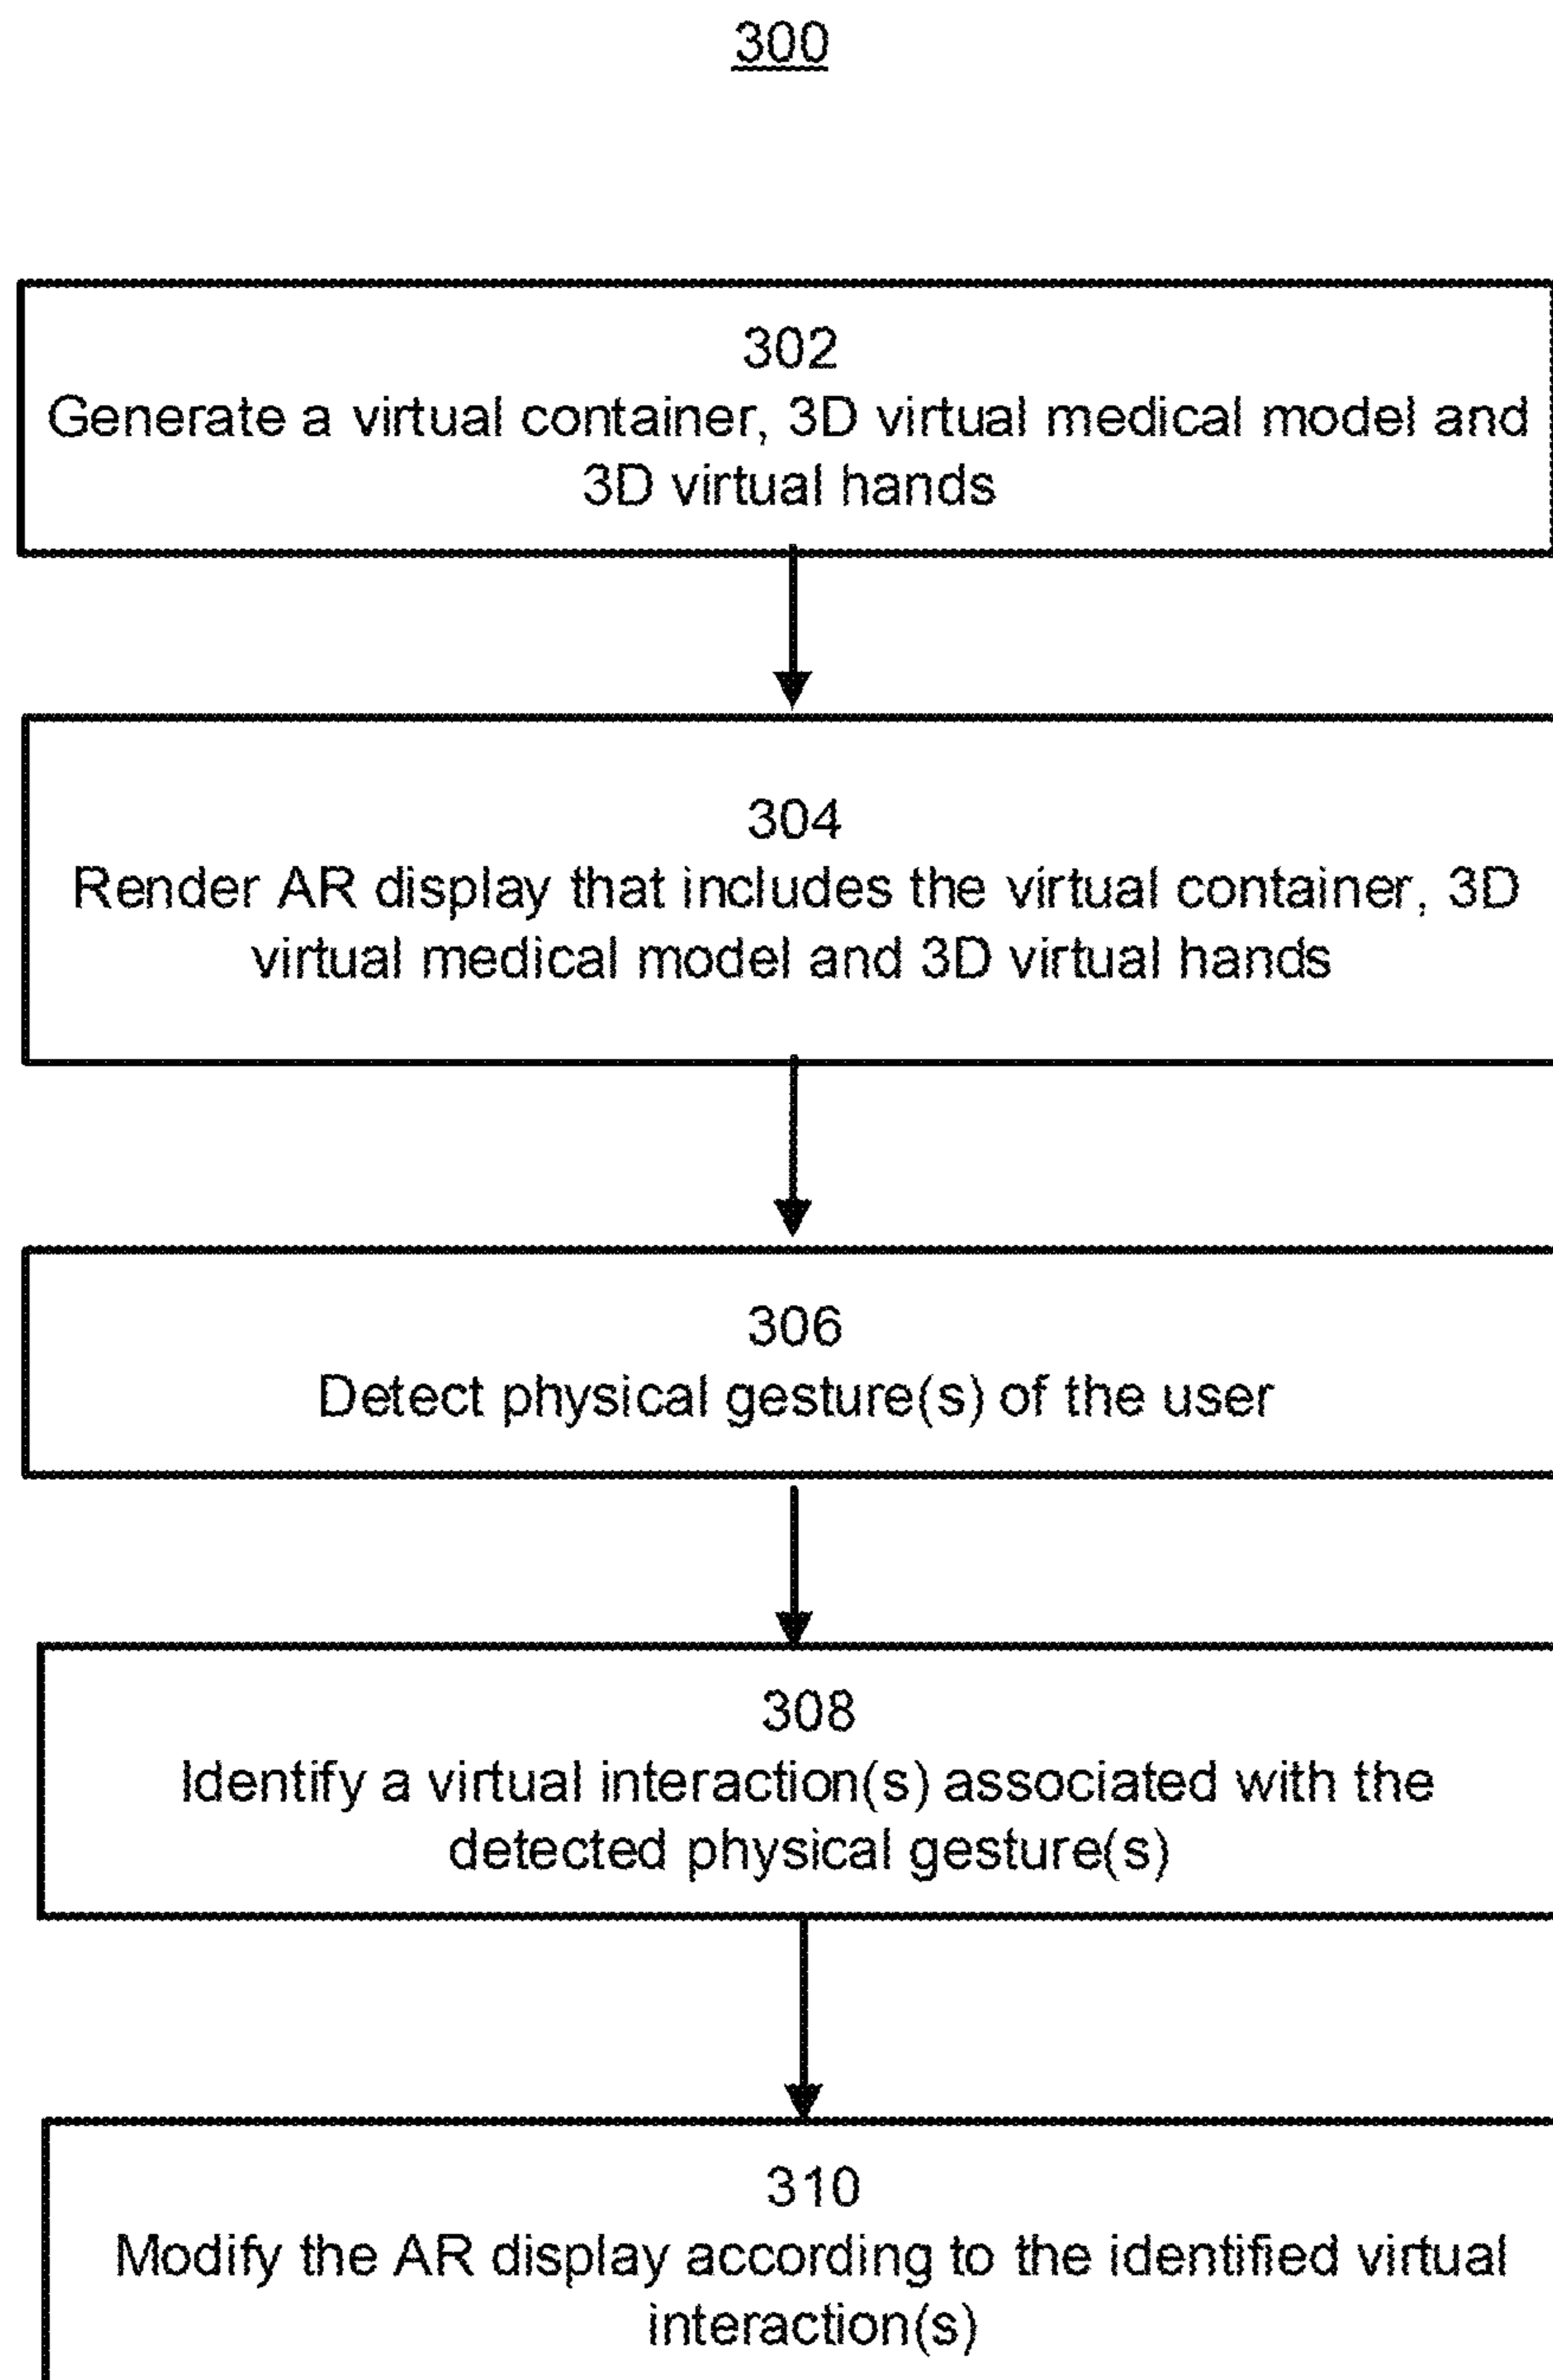 300
302
Generate a virtual container, 3D virtual medical model and
3D virtual hands
304
Render AR display that includes the virtual container, 3D
virtual medical model and 3D virtual hands
306
Detect physical gesture(s) of the user
308
Identify a virtual interaction(s) associated with the
detected physical gesture(s)
310
Modify the AR display according to the identified virtual
interaction(s)